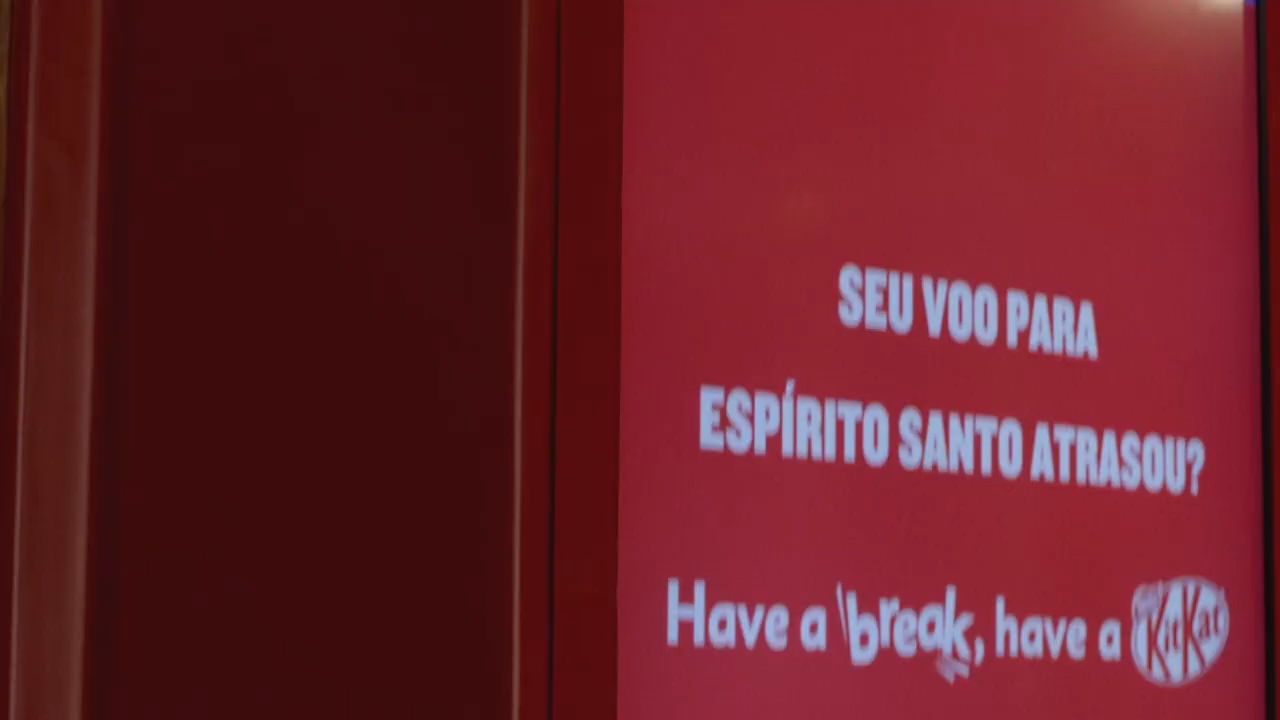 SEU VOO PARA
ESPÍRITO SANTO ATRASOU?
Have a break, have a KitKat